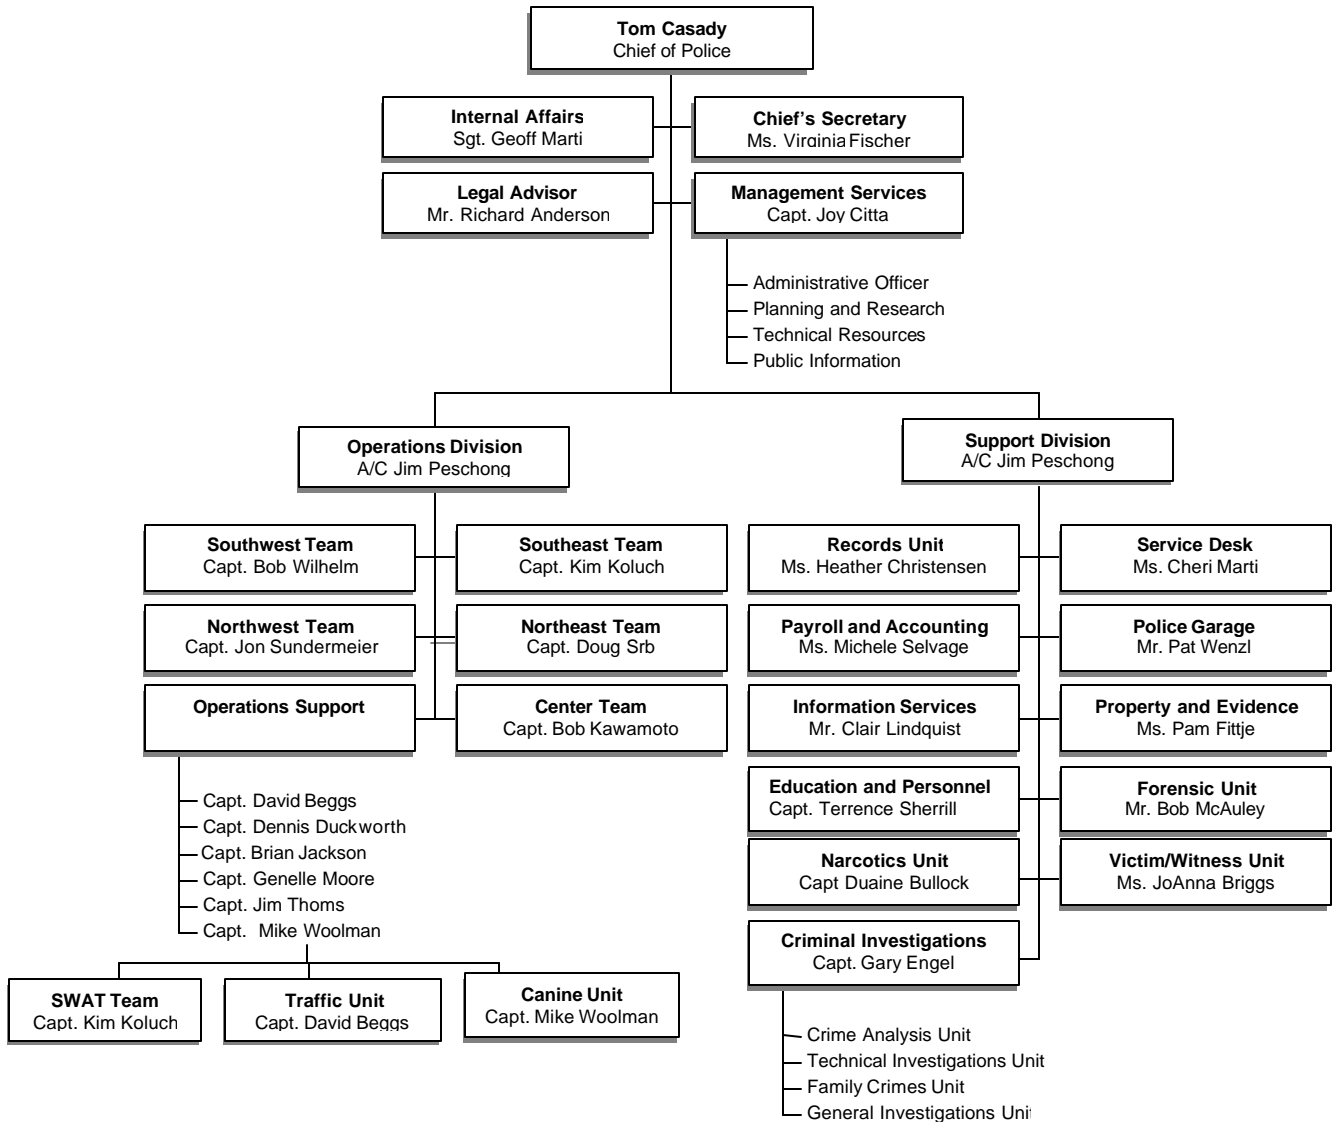 Tom Casady
Chief of Police
Internal Affairs
Sgt. Geoff Marti
Chief's Secretary
Ms. Virginia Fischer
Legal Advisor
Mr. Richard Anderson
Management Services
Capt. Joy Citta
Administrative Officer
Planning and Research
Technical Resources
Public Information
Operations Division
A/C Jim Peschong
Support Division
A/C Jim Peschong
Southwest Team
Capt. Bob Wilhelm
Southeast Team
Capt. Kim Koluch
Northwest Team
Capt. Jon Sundermeier
Northeast Team
Capt. Doug Srb
Operations Support
Center Team
Capt. Bob Kawamoto
Capt. David Beggs
Capt. Dennis Duckworth
Capt. Brian Jackson
Capt. Genelle Moore
Capt. Jim Thoms
Capt. Mike Woolman
SWAT Team
Capt. Kim Koluch
Traffic Unit
Capt. David Beggs
Canine Unit
Capt. Mike Woolman
Records Unit
Ms. Heather Christensen
Service Desk
Ms. Cheri Marti
Payroll and Accounting
Ms. Michele Selvage
Police Garage
Mr. Pat Wenzl
Information Services
Mr. Clair Lindquist
Property and Evidence
Ms. Pam Fittje
Education and Personnel
Capt. Terrence Sherrill
Forensic Unit
Mr. Bob McAuley
Narcotics Unit
Capt Duaine Bullock
Victim/Witness Unit
Ms. JoAnna Briggs
Criminal Investigations
Capt. Gary Engel
Crime Analysis Unit
Technical Investigations Unit
Family Crimes Unit
General Investigations Unit